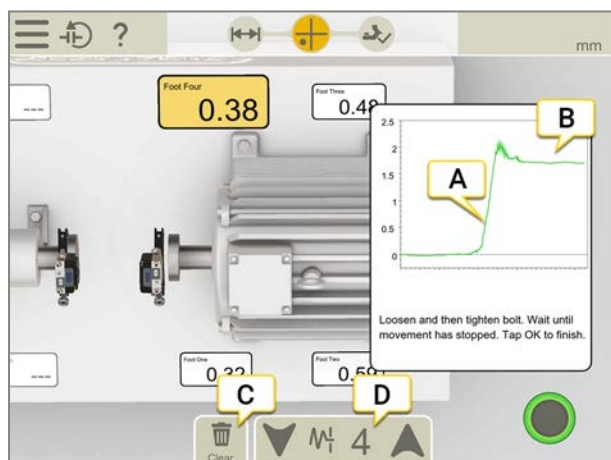 ?
mm
Foot Four
0.38
Foot Three
0.48
---
2.5
2
1.5
1
0.5
0
A
B
Loosen and then tighten bolt. Wait until
movement has stopped. Tap OK to finish.
Foot One
0.32
Foot Two
0.59
C
D
Clear
4